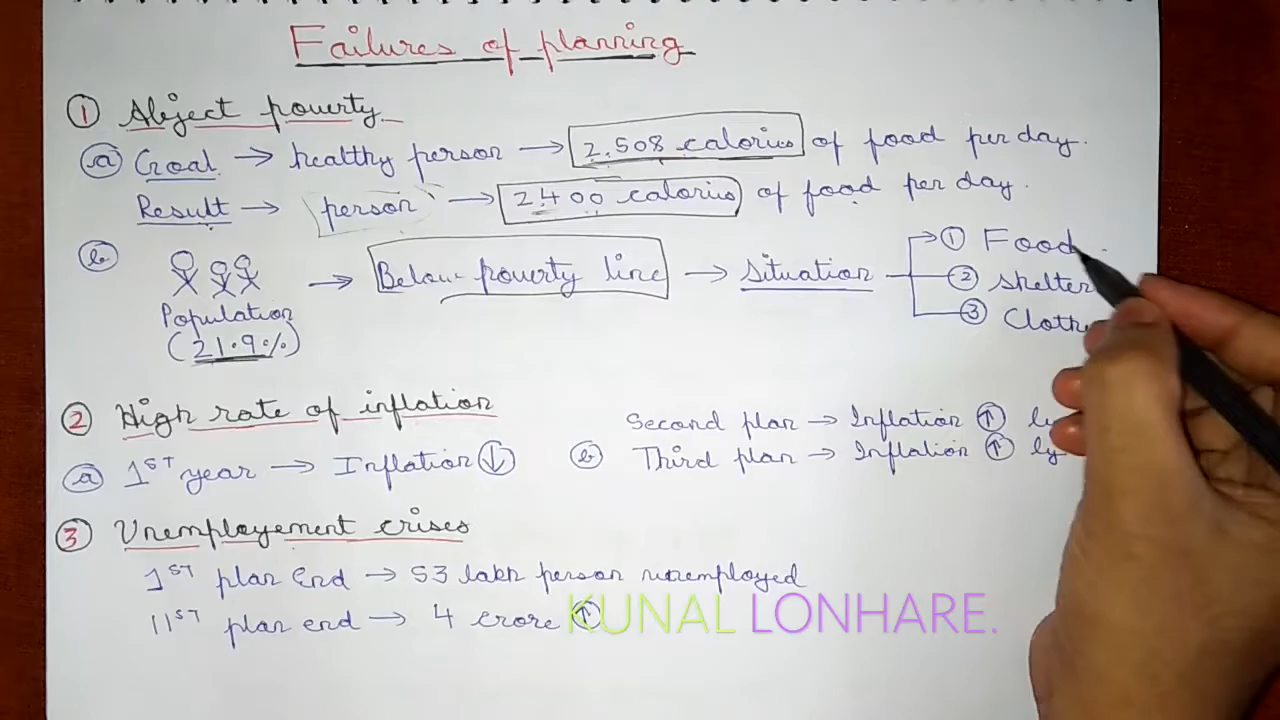 Failures of planning
① Abject poverty
ⓐ Goal → healthy person → 2,508 calories of food per day.
Result → person → 2400 calories of food per day.
ⓑ Population (21.9%) → Below poverty line → Situation
① Food
② Shelter
③
② High rate of inflation
ⓐ 1ST year → Inflation ↓
ⓑ Second plan → Inflation ↑
Third plan → Inflation ↑
③ Unemployement crises
1ST plan End → 53 lakh person unemployed
11ST plan end → 4 crore ↑
KUNAL LONHARE.